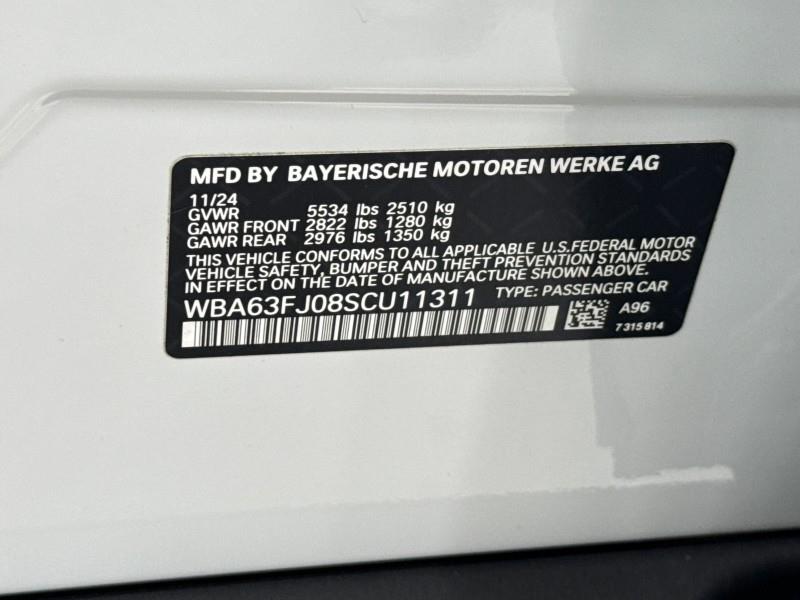 MFD BY BAYERISCHE MOTOREN WERKE AG
11/24
GVWR 5534 lbs 2510 kg
GAWR FRONT 2822 lbs 1280 kg
GAWR REAR 2976 lbs 1350 kg
THIS VEHICLE CONFORMS TO ALL APPLICABLE U.S.FEDERAL MOTOR
VEHICLE SAFETY, BUMPER, AND THEFT PREVENTION STANDARDS
IN EFFECT ON THE DATE OF MANUFACTURE SHOWN ABOVE.
WBA63FJ08SCU11311 TYPE: PASSENGER CAR
A96
7 315 814